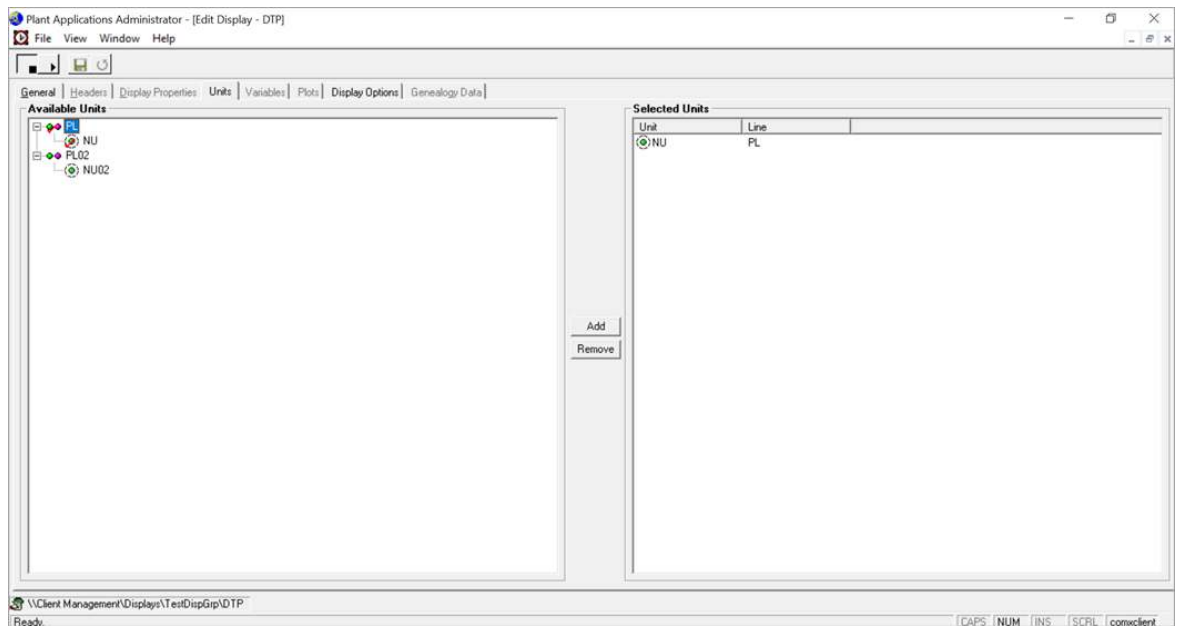 Plant Applications Administrator - [Edit Display - DTP]
File View Window Help
General Headers Display Properties Units Variables Plots Display Options Genealogy Data
Available Units
PL
NU
PL02
NU02
Add
Remove
Selected Units
Unit Line
NU PL
\\Client Management\Displays\TestDispGrp\DTP
Ready. CAPS NUM INS SCRL comxclient